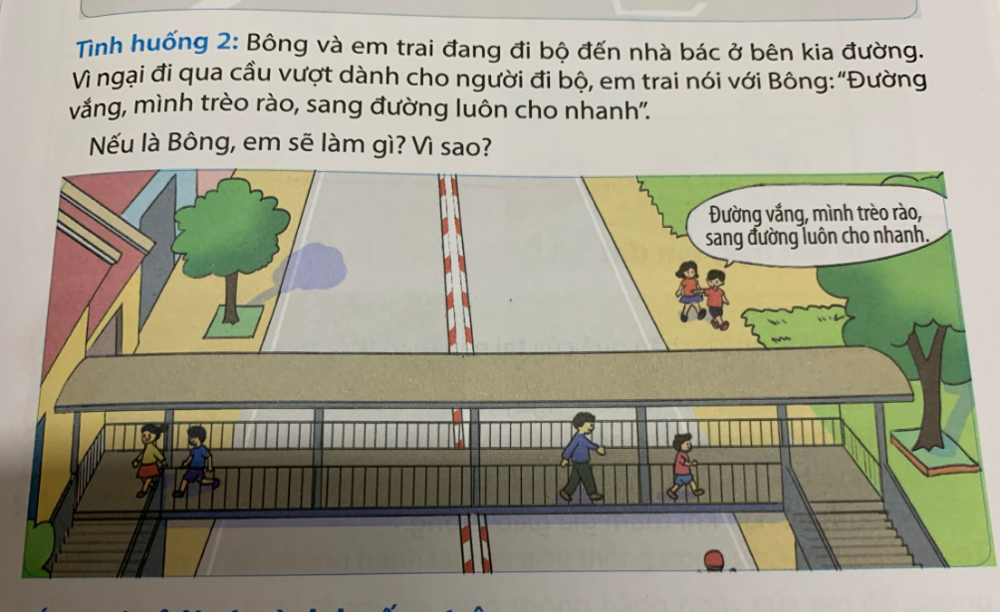 Tình huống 2: Bông và em trai đang đi bộ đến nhà bác ở bên kia đường.
Vì ngại đi qua cầu vượt dành cho người đi bộ, em trai nói với Bông: “Đường
vắng, mình trèo rào, sang đường luôn cho nhanh”.
Nếu là Bông, em sẽ làm gì? Vì sao?
Đường vắng, mình trèo rào,
sang đường luôn cho nhanh.